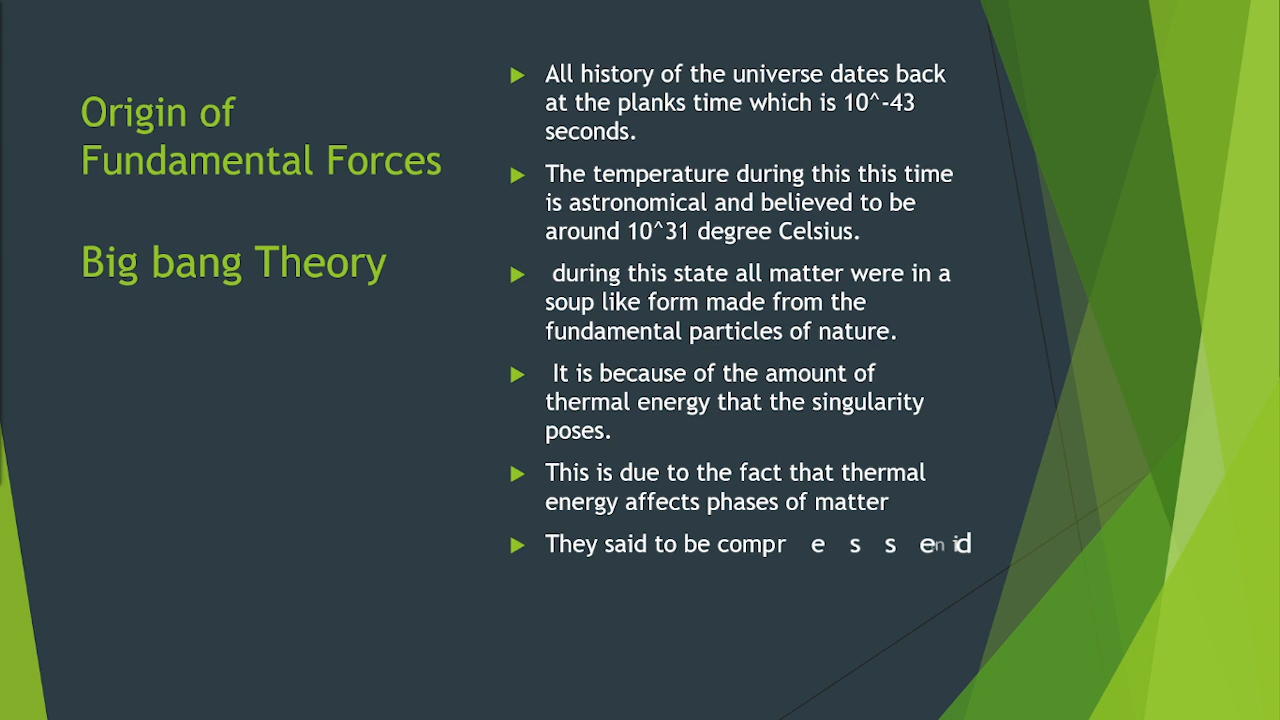 Origin of
Fundamental Forces
Big bang Theory
All history of the universe dates back
at the planks time which is 10^-43
seconds.
The temperature during this this time
is astronomical and believed to be
around 10^31 degree Celsius.
during this state all matter were in a
soup like form made from the
fundamental particles of nature.
It is because of the amount of
thermal energy that the singularity
poses.
This is due to the fact that thermal
energy affects phases of matter
They said to be compressed